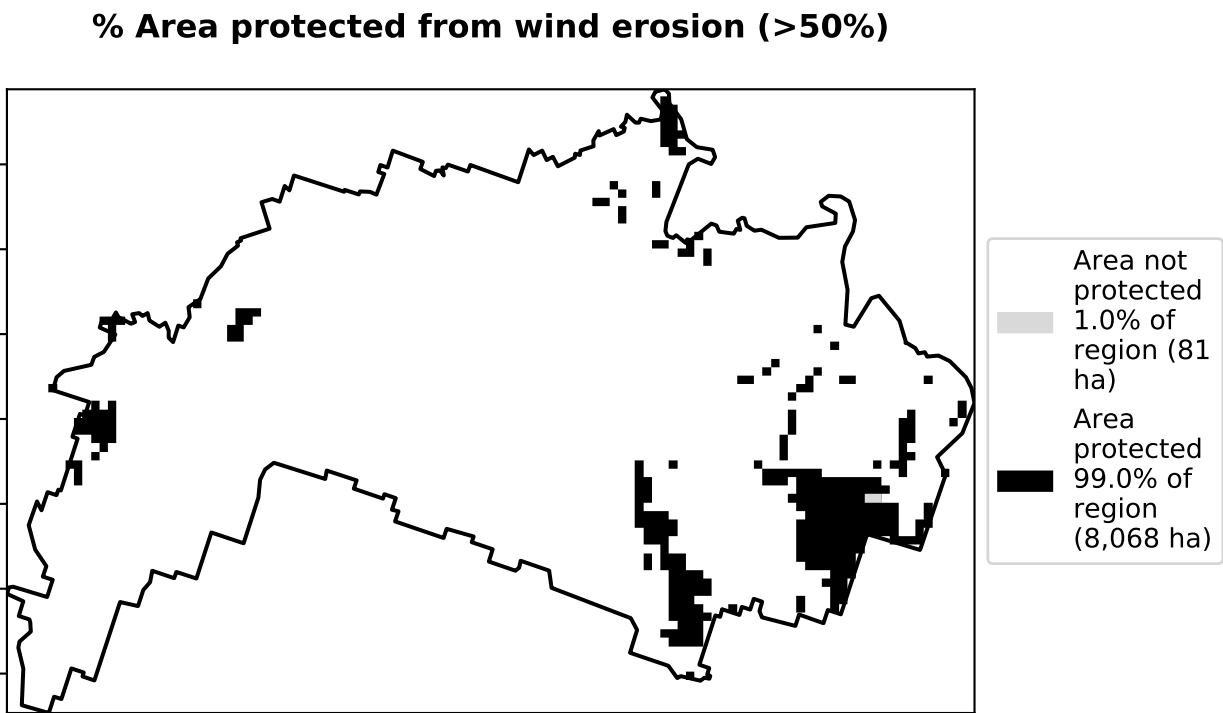 % Area protected from wind erosion (>50%)
Area not
protected
1.0% of
region (81
ha)
Area
protected
99.0% of
region
(8,068 ha)